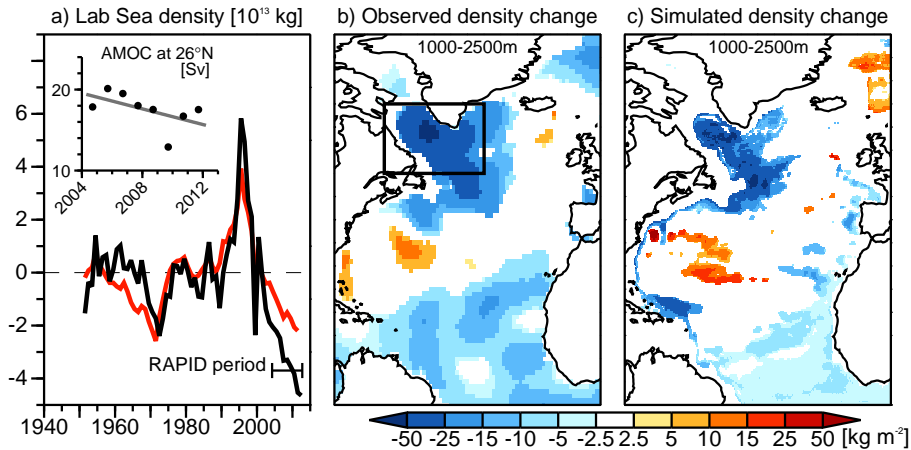 a) Lab Sea density [10¹³ kg]
b) Observed density change
c) Simulated density change
AMOC at 26°N
[Sv]
20
10
2004
2008
2012
8
6
4
2
0
-2
-4
RAPID period
1940
1960
1980
2000
1000-2500m
1000-2500m
-50 -25 -15 -10 -5 -2.5 2.5 5 10 15 25 50 [kg m⁻²]